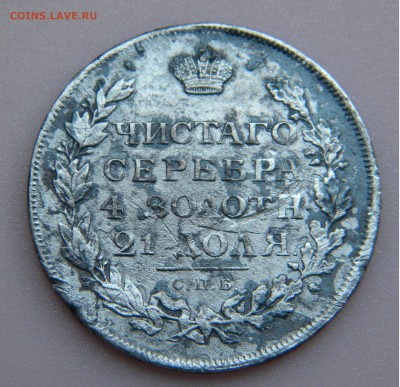 COINS.LAVE.RU
ЧИСТАГО
СЕРЕБРА
4 ЗОЛОТН
21 ДОЛЯ
С.П.Б.